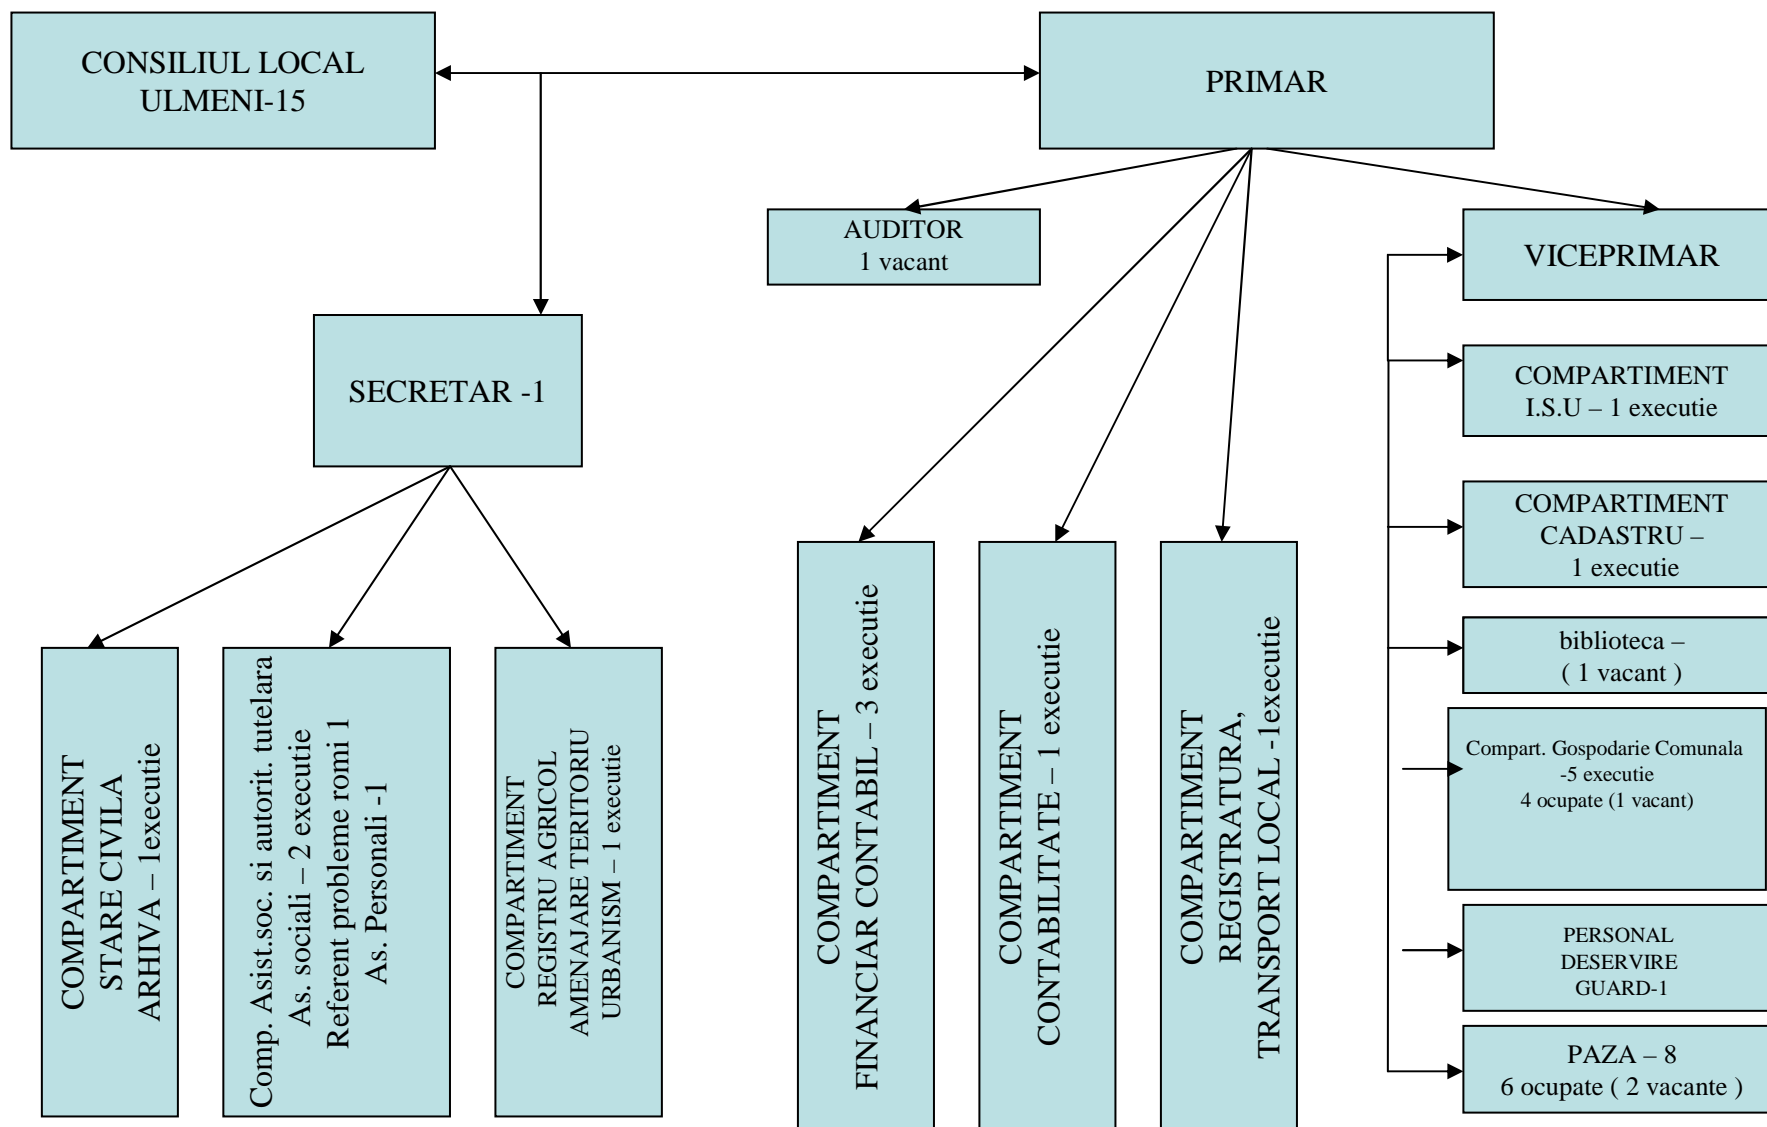 CONSILIUL LOCAL
ULMENI-15
PRIMAR
AUDITOR
1 vacant
VICEPRIMAR
SECRETAR -1
COMPARTIMENT
I.S.U – 1 executie
COMPARTIMENT
CADASTRU –
1 executie
biblioteca –
( 1 vacant )
Compart. Gospodarie Comunala
-5 executie
4 ocupate (1 vacant)
PERSONAL
DESERVIRE
GUARD-1
PAZA – 8
6 ocupate ( 2 vacante )
COMPARTIMENT
STARE CIVILA
ARHIVA – 1executie
Comp. Asist.soc. si autorit. tutelara
As. sociali – 2 executie
Referent probleme romi 1
As. Personali -1
COMPARTIMENT
REGISTRU AGRICOL
AMENAJARE TERITORIU
URBANISM – 1 executie
COMPARTIMENT
FINANCIAR CONTABIL – 3 executie
COMPARTIMENT
CONTABILITATE – 1 executie
COMPARTIMENT
REGISTRATURA,
TRANSPORT LOCAL -1executie